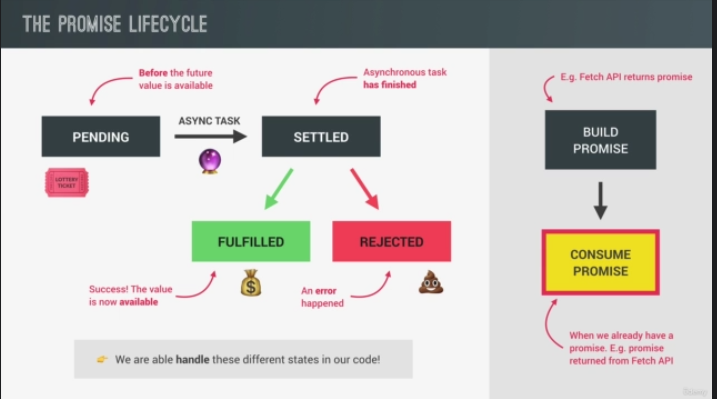 THE PROMISE LIFECYCLE
Before the future
value is available
Asynchronous task
has finished
PENDING
ASYNC TASK
SETTLED
LOTTERY
TICKET
FULFILLED
REJECTED
Success! The value
is now available
An error
happened
👉 We are able handle these different states in our code!
E.g. Fetch API returns promise
BUILD
PROMISE
CONSUME
PROMISE
When we already have a
promise. E.g. promise
returned from Fetch API